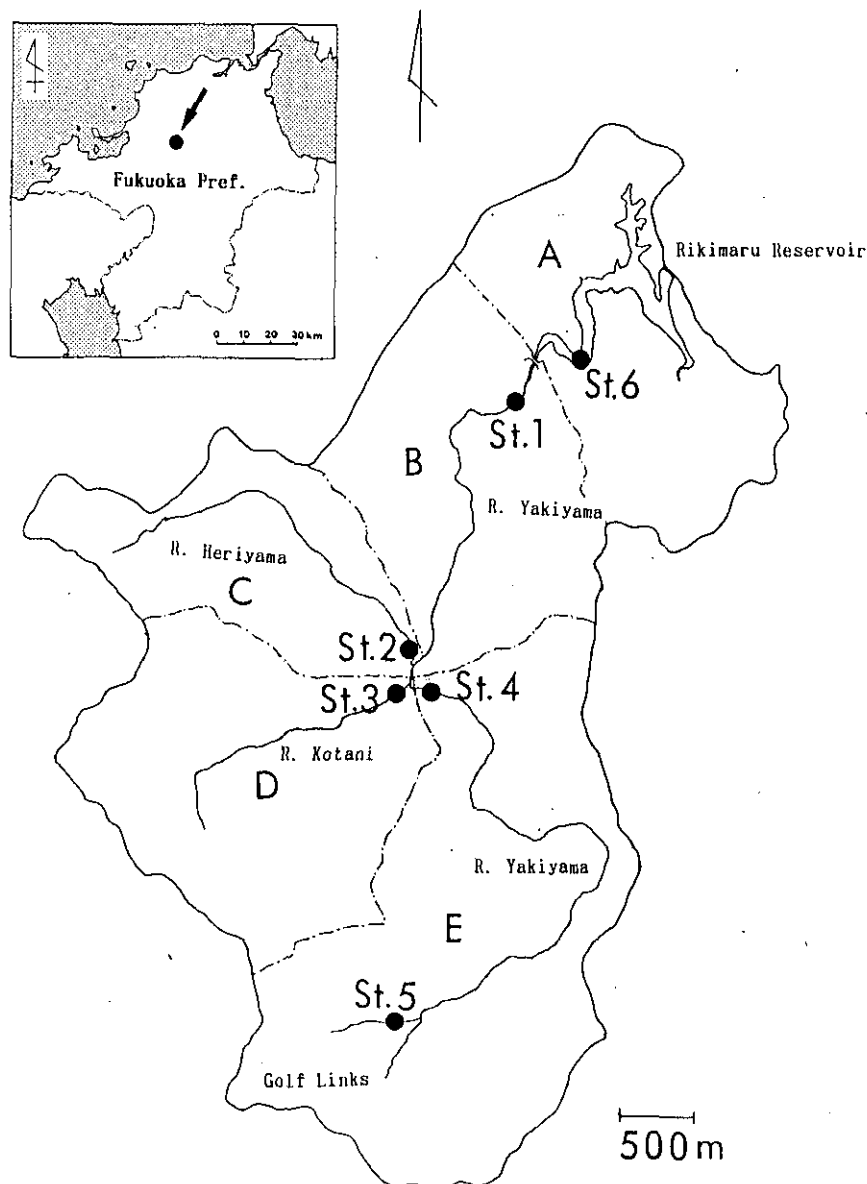 Fukuoka Pref.
0 10 20 30km
A
Rikimaru Reservoir
St.6
St.1
B
R. Yakiyama
R. Heriyama
C
St.2
St.3
St.4
R. Kotani
D
R. Yakiyama
E
St.5
Golf Links
500m